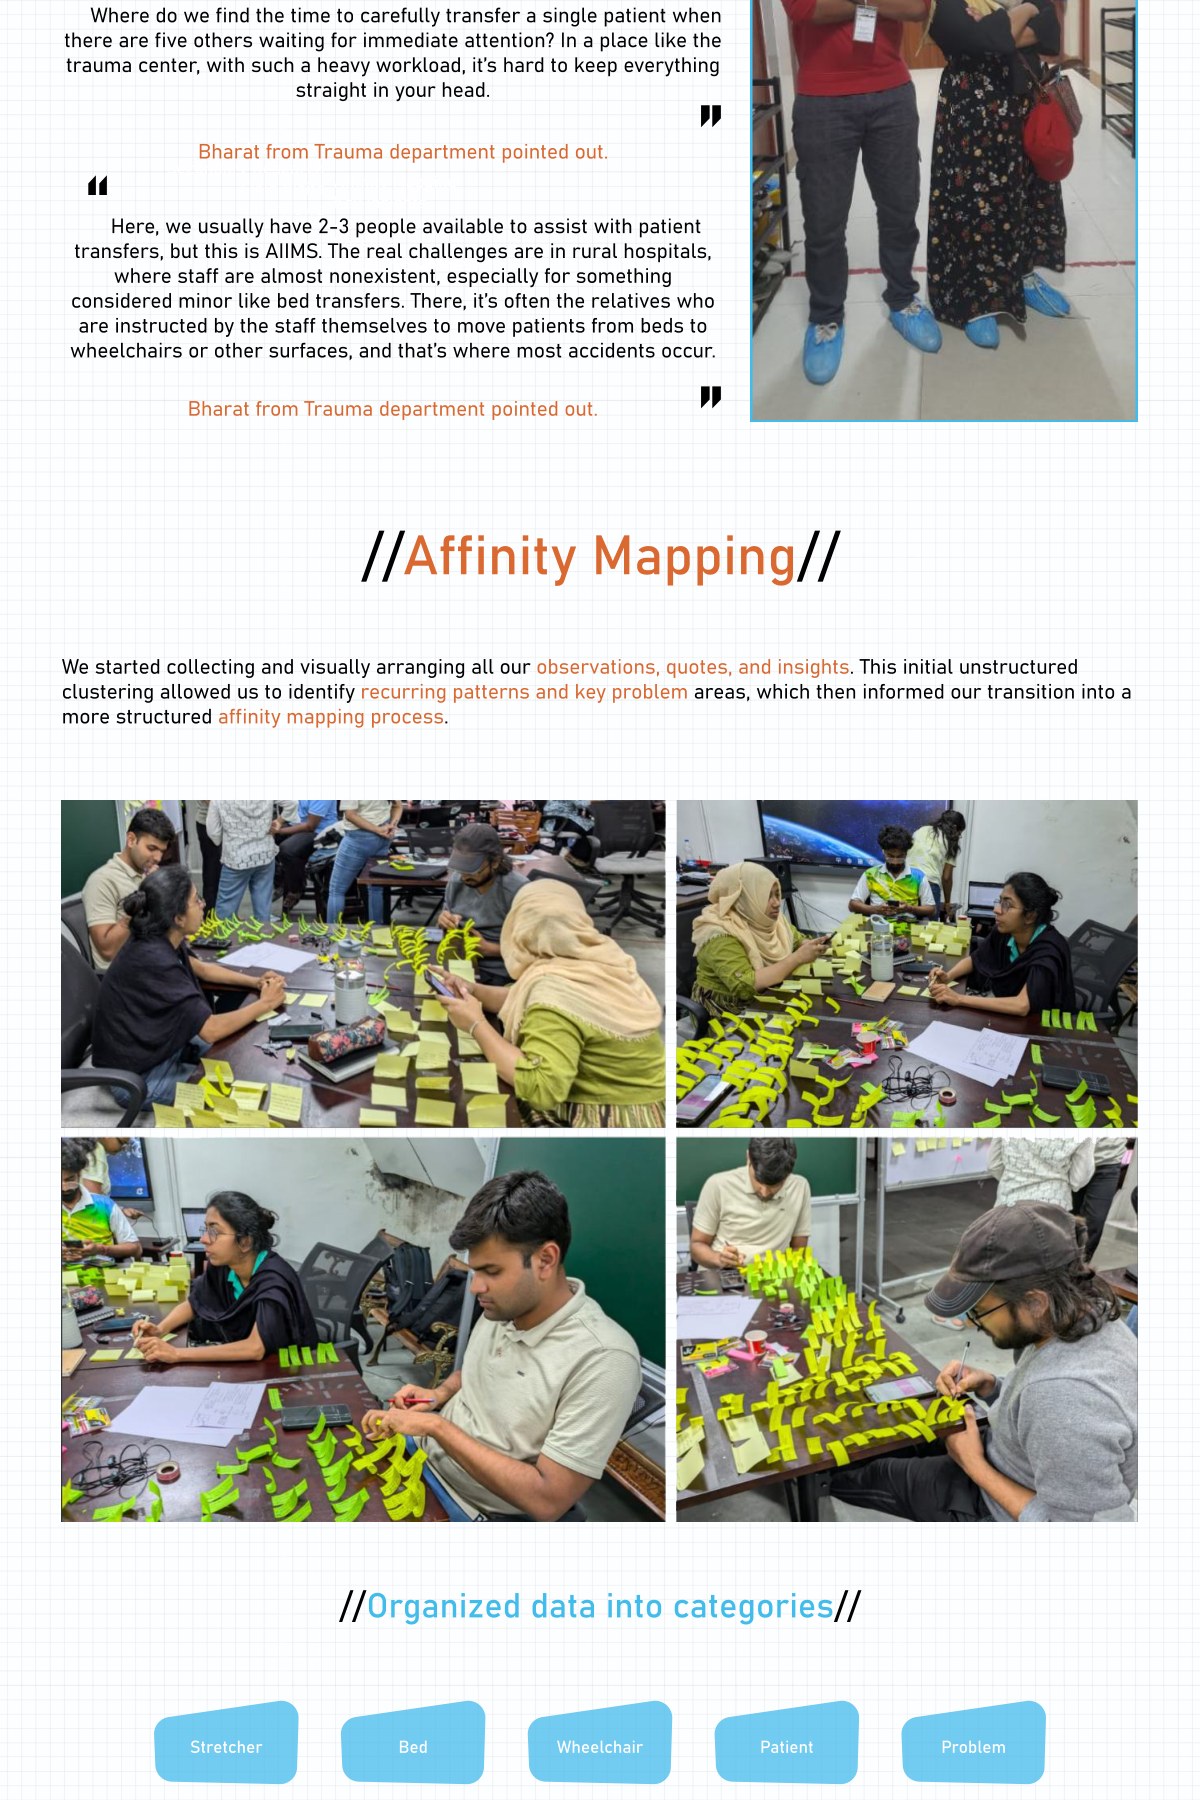 Where do we find the time to carefully transfer a single patient when
there are five others waiting for immediate attention? In a place like the
trauma center, with such a heavy workload, it’s hard to keep everything
straight in your head.
Bharat from Trauma department pointed out.
Here, we usually have 2-3 people available to assist with patient
transfers, but this is AIIMS. The real challenges are in rural hospitals,
where staff are almost nonexistent, especially for something
considered minor like bed transfers. There, it’s often the relatives who
are instructed by the staff themselves to move patients from beds to
wheelchairs or other surfaces, and that’s where most accidents occur.
Bharat from Trauma department pointed out.
//Affinity Mapping//
We started collecting and visually arranging all our observations, quotes, and insights. This initial unstructured
clustering allowed us to identify recurring patterns and key problem areas, which then informed our transition into a
more structured affinity mapping process.
//Organized data into categories//
Stretcher
Bed
Wheelchair
Patient
Problem